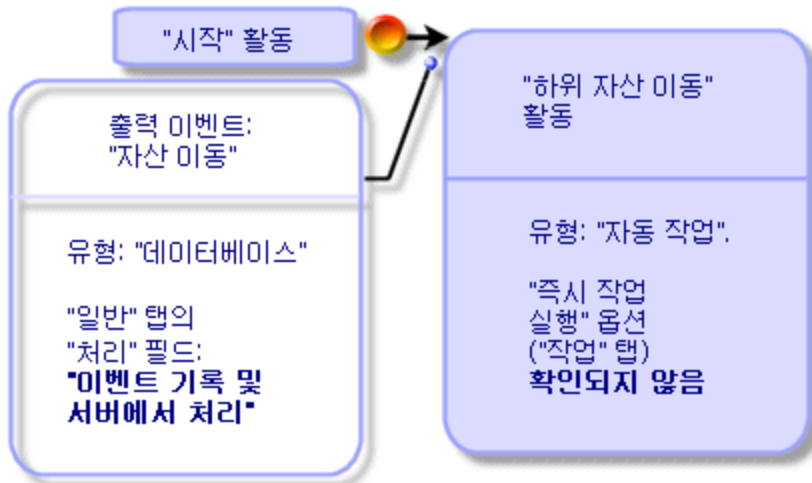 "시작" 활동
출력 이벤트:
"자산 이동"
유형: "데이터베이스"
"일반" 탭의
"처리" 필드:
"이벤트 기록 및
서버에서 처리"
"하위 자산 이동"
활동
유형: "자동 작업".
"즉시 작업
실행" 옵션
("작업" 탭)
확인되지 않음